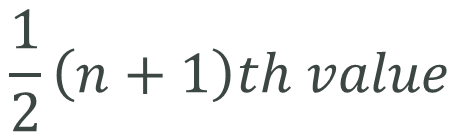 1/2 (n + 1)th value